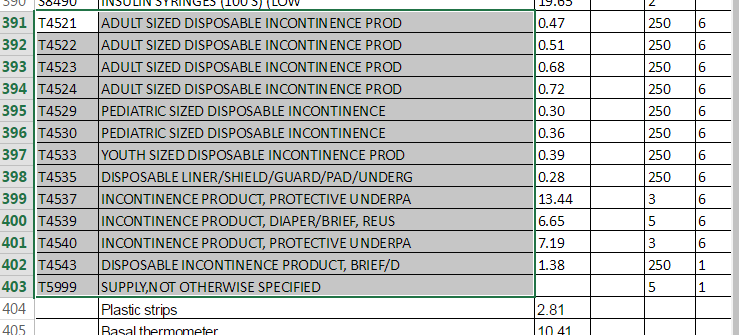 390 S8490 INSULIN SYRINGES (100 S) (LOW 19.65 2
391 T4521 ADULT SIZED DISPOSABLE INCONTINENCE PROD 0.47 250 6
392 T4522 ADULT SIZED DISPOSABLE INCONTINENCE PROD 0.51 250 6
393 T4523 ADULT SIZED DISPOSABLE INCONTINENCE PROD 0.68 250 6
394 T4524 ADULT SIZED DISPOSABLE INCONTINENCE PROD 0.72 250 6
395 T4529 PEDIATRIC SIZED DISPOSABLE INCONTINENCE 0.30 250 6
396 T4530 PEDIATRIC SIZED DISPOSABLE INCONTINENCE 0.36 250 6
397 T4533 YOUTH SIZED DISPOSABLE INCONTINENCE PROD 0.39 250 6
398 T4535 DISPOSABLE LINER/SHIELD/GUARD/PAD/UNDERG 0.28 250 6
399 T4537 INCONTINENCE PRODUCT, PROTECTIVE UNDERPA 13.44 3 6
400 T4539 INCONTINENCE PRODUCT, DIAPER/BRIEF, REUS 6.65 5 6
401 T4540 INCONTINENCE PRODUCT, PROTECTIVE UNDERPA 7.19 3 6
402 T4543 DISPOSABLE INCONTINENCE PRODUCT, BRIEF/D 1.38 250 1
403 T5999 SUPPLY,NOT OTHERWISE SPECIFIED 5 1
404 Plastic strips 2.81
405 Basal thermometer 10.41